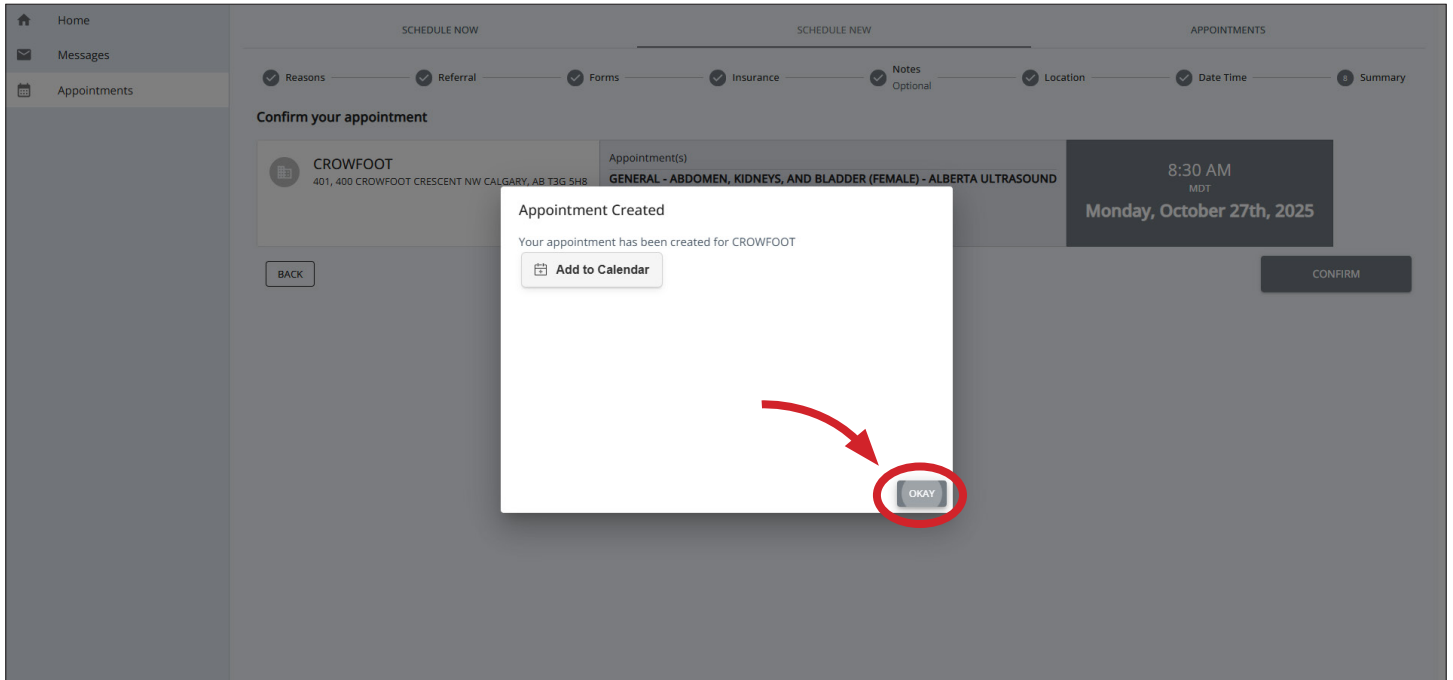 Home
Messages
Appointments
SCHEDULE NOW
SCHEDULE NEW
APPOINTMENTS
Reasons
Referral
Forms
Insurance
Notes
Optional
Location
Date Time
8 Summary
Confirm your appointment
CROWFOOT
401, 400 CROWFOOT CRESCENT NW CALGARY, AB T3G 5H8
Appointment(s)
GENERAL - ABDOMEN, KIDNEYS, AND BLADDER (FEMALE) - ALBERTA ULTRASOUND
8:30 AM
MDT
Monday, October 27th, 2025
BACK
CONFIRM
Appointment Created
Your appointment has been created for CROWFOOT
Add to Calendar
OKAY